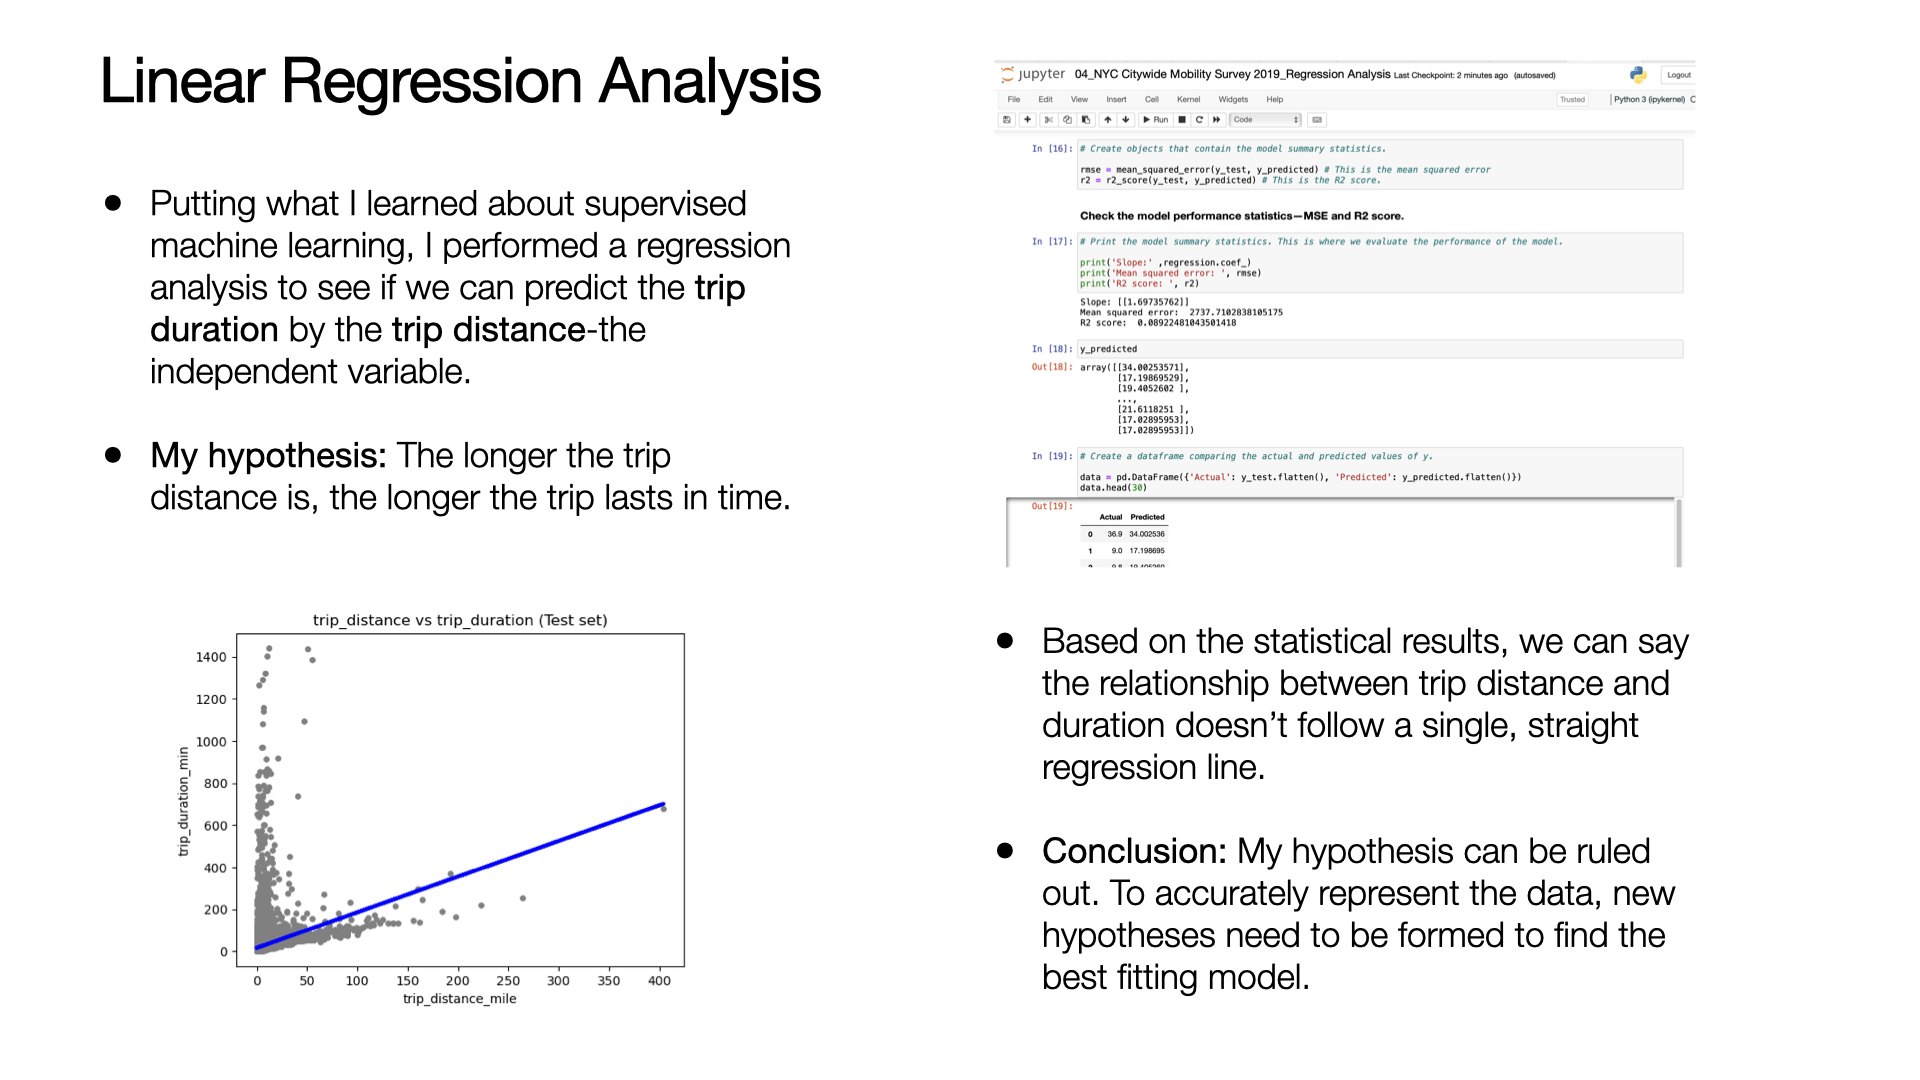 Linear Regression Analysis
● Putting what I learned about supervised
machine learning, I performed a regression
analysis to see if we can predict the trip
duration by the trip distance-the
independent variable.
● My hypothesis: The longer the trip
distance is, the longer the trip lasts in time.
trip_distance vs trip_duration (Test set)
1400
1200
1000
800
600
400
200
0
trip_duration_min
0 50 100 150 200 250 300 350 400
trip_distance_mile
jupyter 04_NYC Citywide Mobility Survey 2019_Regression Analysis Last Checkpoint: 2 minutes ago (autosaved) Logout
File Edit View Insert Cell Kernel Widgets Help Trusted Python 3 (ipykernel)
Run Code
In [16]: # Create objects that contain the model summary statistics.
rmse = mean_squared_error(y_test, y_predicted) # This is the mean squared error
r2 = r2_score(y_test, y_predicted) # This is the R2 score.
Check the model performance statistics—MSE and R2 score.
In [17]: # Print the model summary statistics. This is where we evaluate the performance of the model.
print('Slope:' ,regression.coef_)
print('Mean squared error: ', rmse)
print('R2 score: ', r2)
Slope: [[1.69735762]]
Mean squared error:  2737.7102838105175
R2 score:  0.08922481043501418
In [18]: y_predicted
Out[18]: array([[34.00253571],
[17.19869529],
[19.4052602 ],
...,
[21.6118251 ],
[17.02895953],
[17.02895953]])
In [19]: # Create a dataframe comparing the actual and predicted values of y.
data = pd.DataFrame({'Actual': y_test.flatten(), 'Predicted': y_predicted.flatten()})
data.head(30)
Out[19]:
Actual Predicted
0 36.9 34.002536
1 9.0 17.198695
● Based on the statistical results, we can say
the relationship between trip distance and
duration doesn’t follow a single, straight
regression line.
● Conclusion: My hypothesis can be ruled
out. To accurately represent the data, new
hypotheses need to be formed to find the
best fitting model.